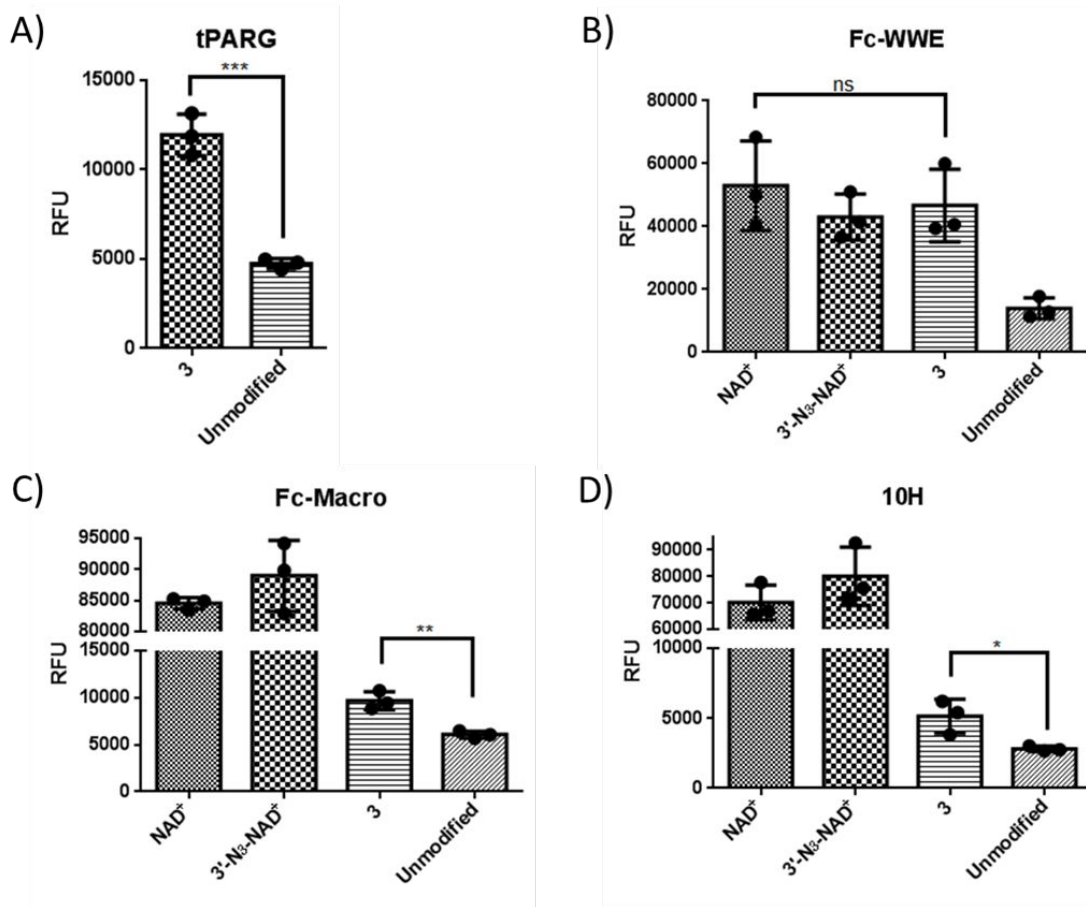 A)
tPARG
***
15000
10000
5000
0
RFU
3
Unmodified
B)
Fc-WWE
ns
80000
60000
40000
20000
0
RFU
NAD⁺
3'-N₃-NAD⁺
3
Unmodified
C)
Fc-Macro
95000
90000
85000
80000
15000
10000
5000
0
RFU
**
NAD⁺
3'-N₃-NAD⁺
3
Unmodified
D)
10H
90000
80000
70000
60000
10000
5000
0
RFU
*
NAD⁺
3'-N₃-NAD⁺
3
Unmodified